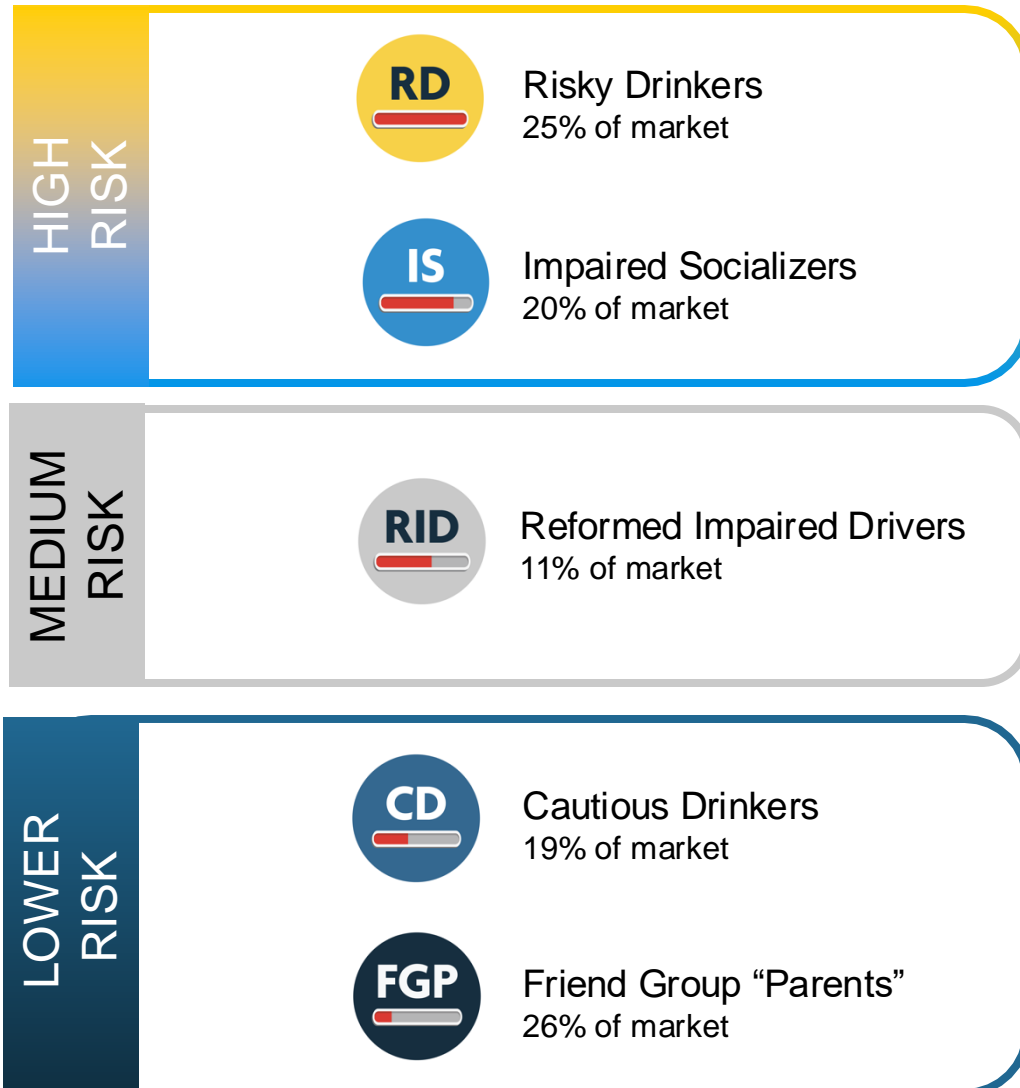 HIGH
RISK
RD
Risky Drinkers
25% of market
IS
Impaired Socializers
20% of market
MEDIUM
RISK
RID
Reformed Impaired Drivers
11% of market
LOWER
RISK
CD
Cautious Drinkers
19% of market
FGP
Friend Group “Parents”
26% of market